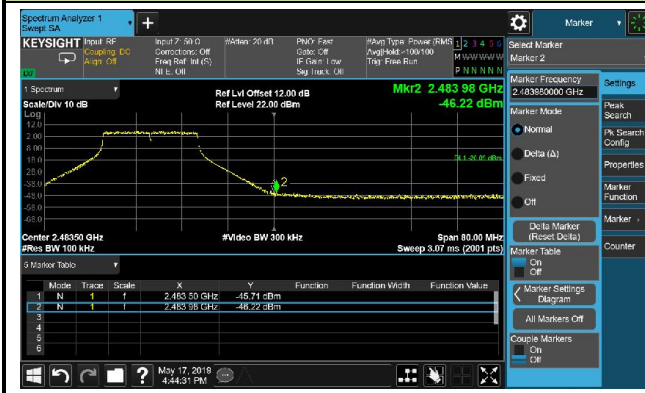 Spectrum Analyzer 1
Swept SA
Marker
KEYSIGHT
Input: RF
Coupling: DC
Align: Off
Input Z: 50 Ω
Corrections: Off
Freq Ref: Int (S)
NFE: Off
#Atten: 20 dB
PNO: Fast
Gate: Off
IF Gain: Low
Sig Track: Off
#Avg Type: Power (RMS
Avg|Hold:>100/100
Trig: Free Run
1 2 3 4 5 6
M W W W W W
P N N N N N
Select Marker
Marker 2
1 Spectrum
Scale/Div 10 dB
Log
Ref Lvl Offset 12.00 dB
Ref Level 22.00 dBm
Mkr2 2.483 98 GHz
-46.22 dBm
12.0
2.00
-8.00
-18.0
-28.0
-38.0
-48.0
-58.0
-68.0
2
Center 2.48350 GHz
#Res BW 100 kHz
#Video BW 300 kHz
Span 80.00 MHz
Sweep 3.07 ms (2001 pts)
5 Marker Table
Mode Trace Scale X Y Function Function Width Function Value
1 N 1 f 2.483 50 GHz -45.71 dBm
2 N 1 f 2.483 98 GHz -46.22 dBm
3
4
5
6
May 17, 2019
4:44:31 PM
Marker Frequency
2.483980000 GHz
Marker Mode
Normal
Delta (Δ)
Fixed
Off
Delta Marker
(Reset Delta)
Marker Table
On
Off
Marker Settings
Diagram
All Markers Off
Couple Markers
On
Off
Settings
Peak
Search
Pk Search
Config
Properties
Marker
Function
Marker
Counter